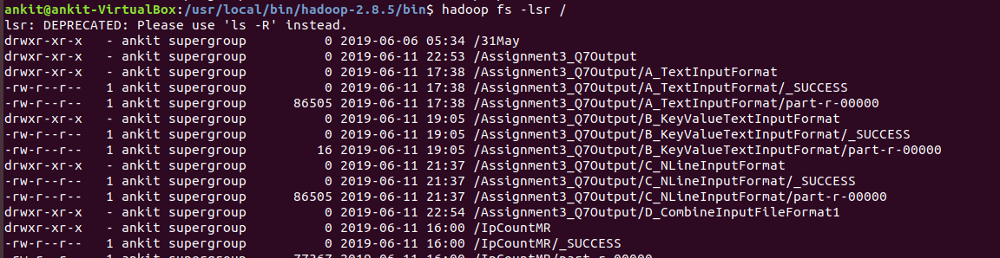 ankit@ankit-VirtualBox:/usr/local/bin/hadoop-2.8.5/bin$ hadoop fs -lsr /
lsr: DEPRECATED: Please use 'ls -R' instead.
drwxr-xr-x   - ankit supergroup          0 2019-06-06 05:34 /31May
drwxr-xr-x   - ankit supergroup          0 2019-06-11 22:53 /Assignment3_Q7Output
drwxr-xr-x   - ankit supergroup          0 2019-06-11 17:38 /Assignment3_Q7Output/A_TextInputFormat
-rw-r--r--   1 ankit supergroup          0 2019-06-11 17:38 /Assignment3_Q7Output/A_TextInputFormat/_SUCCESS
-rw-r--r--   1 ankit supergroup      86505 2019-06-11 17:38 /Assignment3_Q7Output/A_TextInputFormat/part-r-00000
drwxr-xr-x   - ankit supergroup          0 2019-06-11 19:05 /Assignment3_Q7Output/B_KeyValueTextInputFormat
-rw-r--r--   1 ankit supergroup          0 2019-06-11 19:05 /Assignment3_Q7Output/B_KeyValueTextInputFormat/_SUCCESS
-rw-r--r--   1 ankit supergroup         16 2019-06-11 19:05 /Assignment3_Q7Output/B_KeyValueTextInputFormat/part-r-00000
drwxr-xr-x   - ankit supergroup          0 2019-06-11 21:37 /Assignment3_Q7Output/C_NLineInputFormat
-rw-r--r--   1 ankit supergroup          0 2019-06-11 21:37 /Assignment3_Q7Output/C_NLineInputFormat/_SUCCESS
-rw-r--r--   1 ankit supergroup      86505 2019-06-11 21:37 /Assignment3_Q7Output/C_NLineInputFormat/part-r-00000
drwxr-xr-x   - ankit supergroup          0 2019-06-11 22:54 /Assignment3_Q7Output/D_CombineInputFileFormat1
drwxr-xr-x   - ankit supergroup          0 2019-06-11 16:00 /IpCountMR
-rw-r--r--   1 ankit supergroup          0 2019-06-11 16:00 /IpCountMR/_SUCCESS
-rw-r--r--   1 ankit supergroup      77367 2019-06-11 16:00 /IpCountMR/part-r-00000